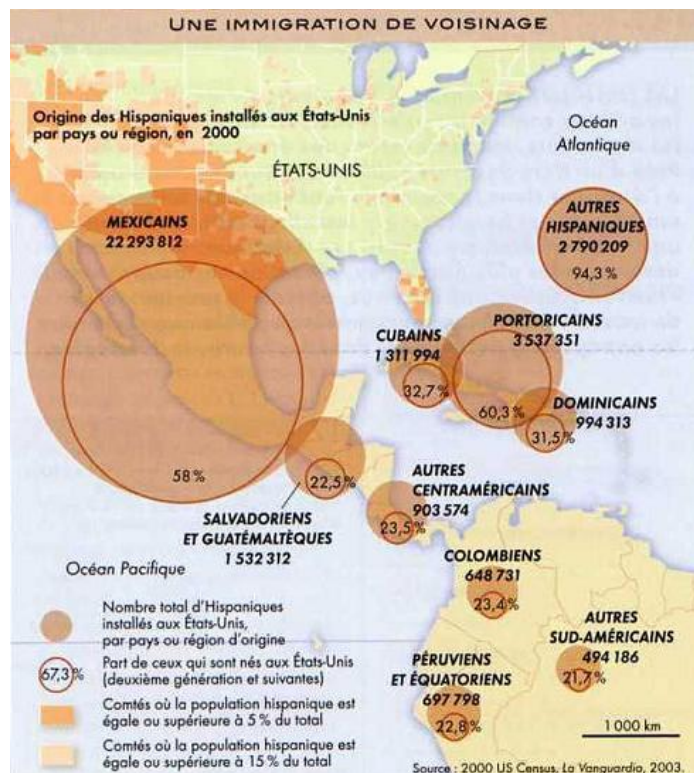 UNE IMMIGRATION DE VOISINAGE
Origine des Hispaniques installés aux États-Unis
par pays ou région, en 2000
Océan
Atlantique
ÉTATS-UNIS
MEXICAINS
22 293 812
58 %
AUTRES
HISPANIQUES
2 790 209
94,3 %
CUBAINS
1 311 994
32,7 %
PORTORICAINS
3 537 351
60,3 %
DOMINICAINS
994 313
31,5 %
22,5 %
SALVADORIENS
ET GUATÉMALTÈQUES
1 532 312
AUTRES
CENTRAMÉRICAINS
903 574
23,5 %
Océan Pacifique
COLOMBIENS
648 731
23,4 %
AUTRES
SUD-AMÉRICAINS
494 186
21,7 %
PÉRUVIENS
ET ÉQUATORIENS
697 798
22,8 %
Nombre total d'Hispaniques
installés aux États-Unis,
par pays ou région d'origine
67,3 %
Part de ceux qui sont nés aux États-Unis
(deuxième génération et suivantes)
Comtés où la population hispanique est
égale ou supérieure à 5 % du total
Comtés où la population hispanique est
égale ou supérieure à 15 % du total
1 000 km
Source : 2000 US Census, La Vanguardia, 2003.